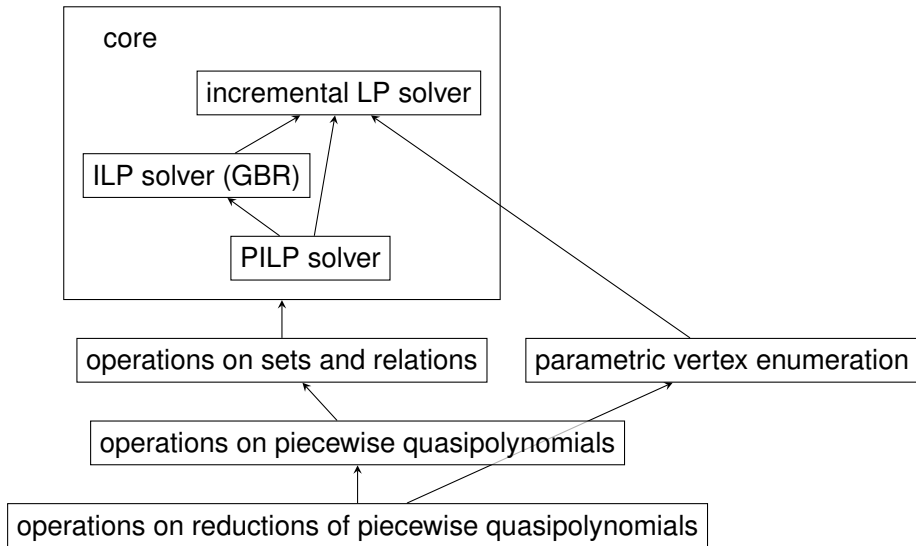 core
incremental LP solver
ILP solver (GBR)
PILP solver
operations on sets and relations
parametric vertex enumeration
operations on piecewise quasipolynomials
operations on reductions of piecewise quasipolynomials